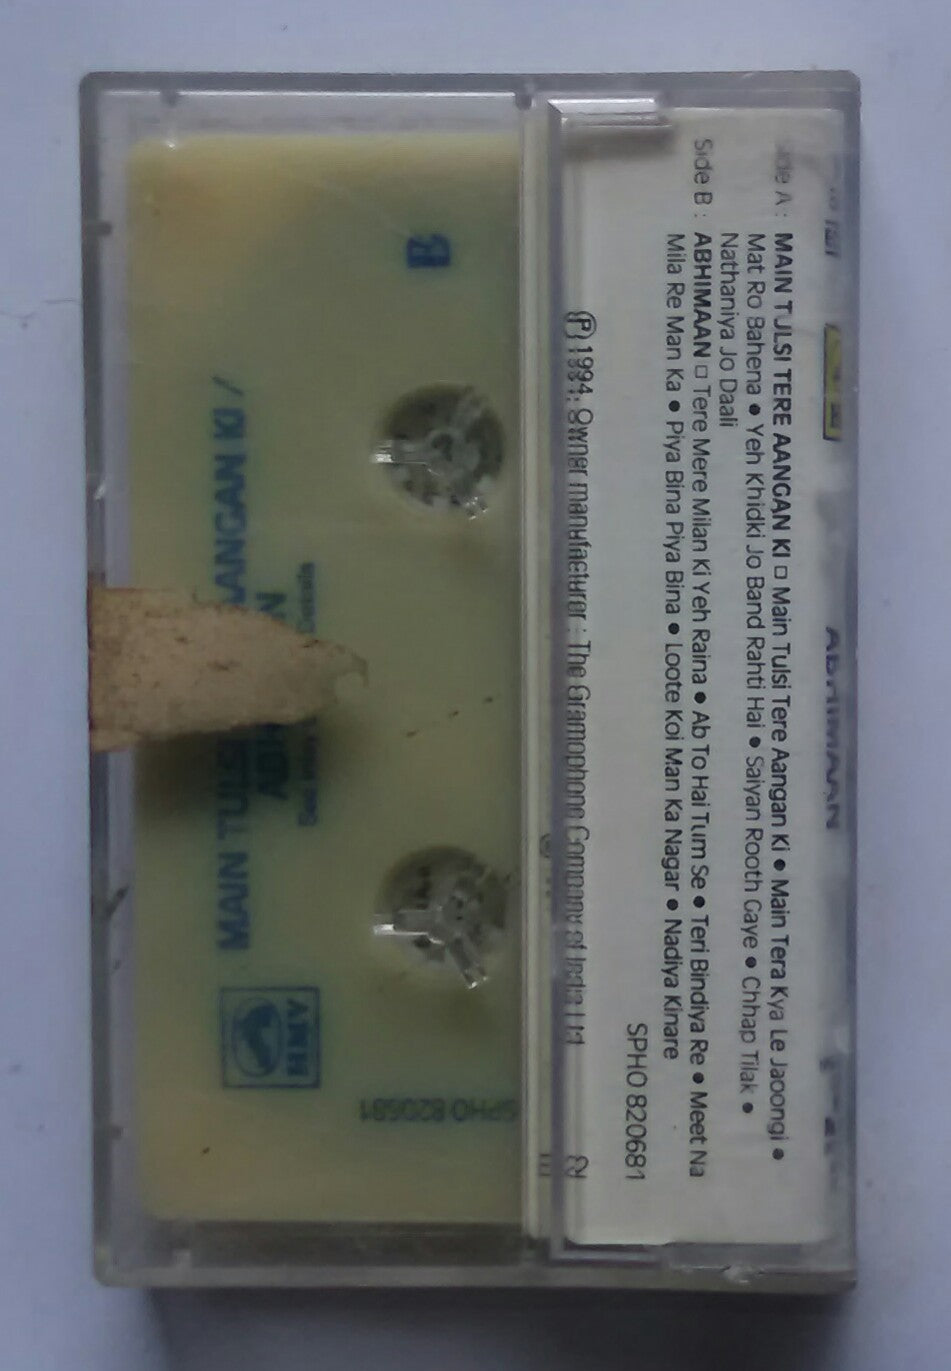 ABHIMAAN
Side A : MAIN TULSI TERE AANGAN KI □ Main Tulsi Tere Aangan Ki ● Main Tera Kya Le Jaoongi ●
Mat Ro Bahena ● Yeh Khidki Jo Band Rahti Hai ● Saiyan Rooth Gaye ● Chhap Tilak ●
Nathaniya Jo Daali
Side B : ABHIMAAN □ Tere Mere Milan Ki Yeh Raina ● Ab To Hai Tum Se ● Teri Bindiya Re ● Meet Na
Mila Re Man Ka ● Piya Bina Piya Bina ● Loote Koi Man Ka Nagar ● Nadiya Kinare
SPHO 820681
Ⓟ 1994. Owner manufacturer : The Gramophone Company of India Ltd
SPHO 820681
HMV
MAIN TULSI AANGAN KI /
B